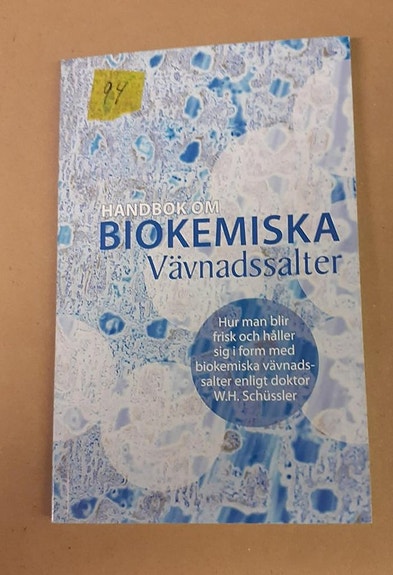 94
HANDBOK OM
BIOKEMISKA
Vävnadssalter
Hur man blir
frisk och håller
sig i form med
biokemiska vävnads-
salter enligt doktor
W.H. Schüssler